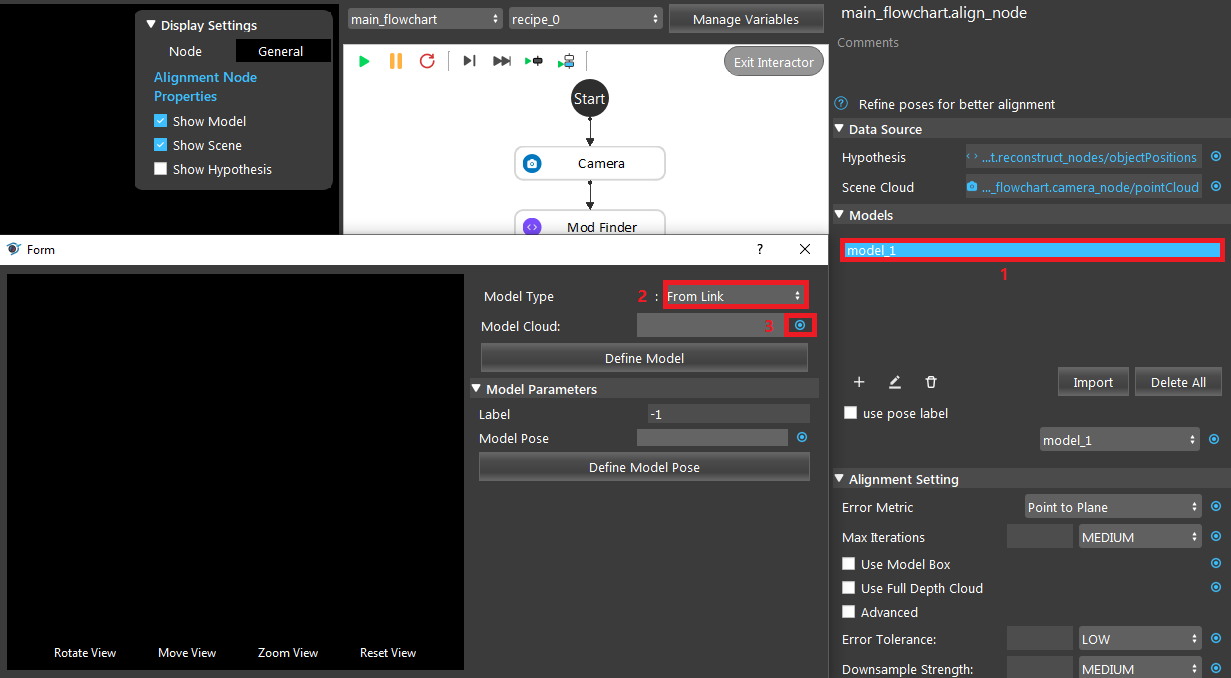 Display Settings
Node
General
Alignment Node
Properties
Show Model
Show Scene
Show Hypothesis
main_flowchart
recipe_0
Manage Variables
Exit Interactor
Start
Camera
Mod Finder
main_flowchart.align_node
Comments
Refine poses for better alignment
Data Source
Hypothesis
...t.reconstruct_nodes/objectPositions
Scene Cloud
..._flowchart.camera_node/pointCloud
Models
model_1
1
Import
Delete All
use pose label
model_1
Alignment Setting
Error Metric
Point to Plane
Max Iterations
MEDIUM
Use Model Box
Use Full Depth Cloud
Advanced
Error Tolerance:
LOW
Downsample Strength:
MEDIUM
Form
?
Model Type
2 :
From Link
Model Cloud:
3
Define Model
Model Parameters
Label
-1
Model Pose
Define Model Pose
Rotate View
Move View
Zoom View
Reset View